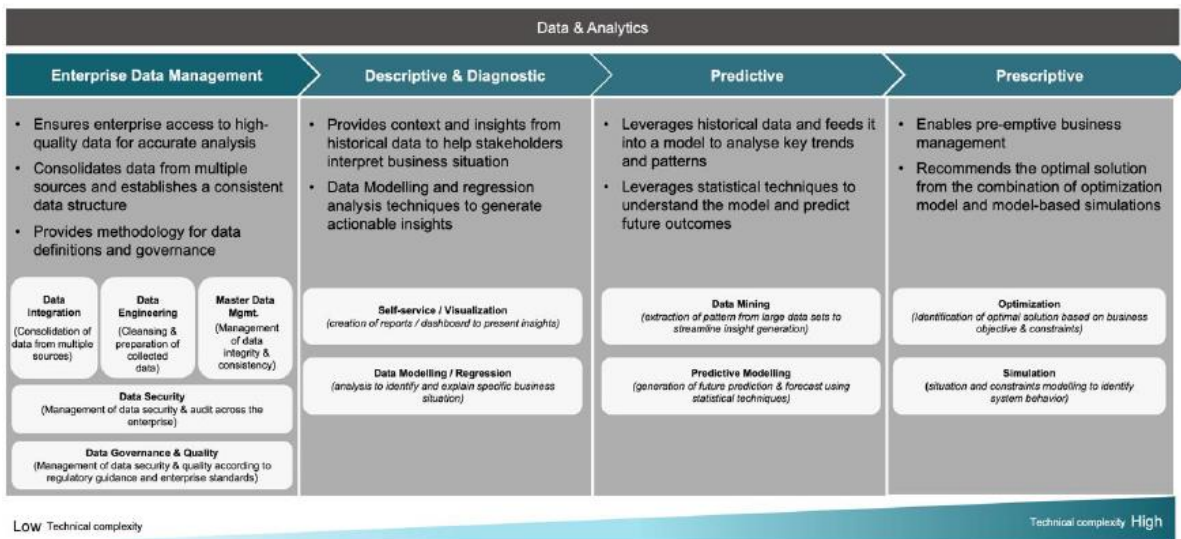 Data & Analytics
Enterprise Data Management
Descriptive & Diagnostic
Predictive
Prescriptive
• Ensures enterprise access to high-
quality data for accurate analysis
• Consolidates data from multiple
sources and establishes a consistent
data structure
• Provides methodology for data
definitions and governance
Data
Integration
(Consolidation of
data from multiple
sources)
Data
Engineering
(Cleansing &
preparation of
collected
data)
Master Data
Mgmt.
(Management
of data
integrity &
consistency)
Data Security
(Management of data security & audit across the
enterprise)
Data Governance & Quality
(Management of data security & quality according to
regulatory guidance and enterprise standards)
• Provides context and insights from
historical data to help stakeholders
interpret business situation
• Data Modelling and regression
analysis techniques to generate
actionable insights
Self-service / Visualization
(creation of reports / dashboard to present insights)
Data Modelling / Regression
(analysis to identify and explain specific business
situation)
• Leverages historical data and feeds it
into a model to analyse key trends
and patterns
• Leverages statistical techniques to
understand the model and predict
future outcomes
Data Mining
(extraction of pattern from large data sets to
streamline insight generation)
Predictive Modelling
(generation of future prediction & forecast using
statistical techniques)
• Enables pre-emptive business
management
• Recommends the optimal solution
from the combination of optimization
model and model-based simulations
Optimization
(Identification of optimal solution based on business
objective & constraints)
Simulation
(situation and constraints modelling to identify
system behavior)
Low Technical complexity
Technical complexity High